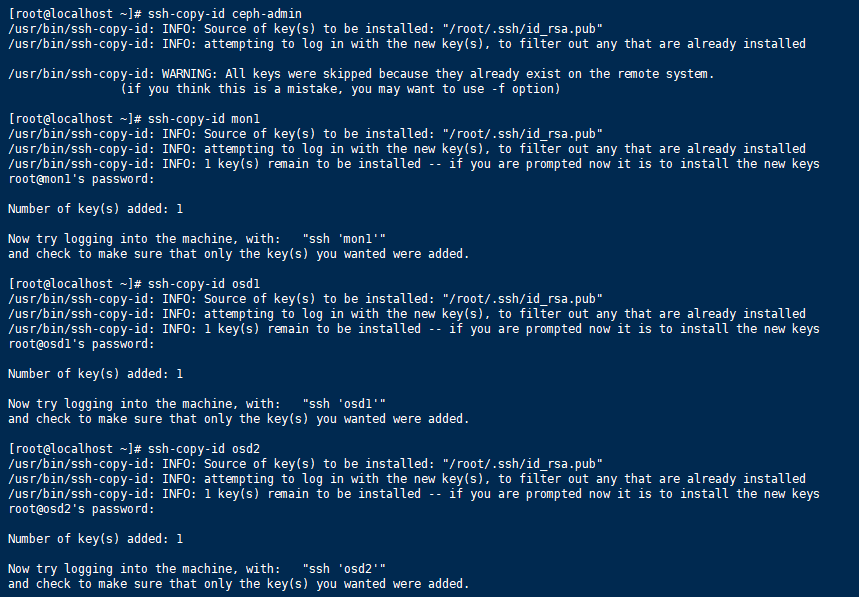 [root@localhost ~]# ssh-copy-id ceph-admin
/usr/bin/ssh-copy-id: INFO: Source of key(s) to be installed: "/root/.ssh/id_rsa.pub"
/usr/bin/ssh-copy-id: INFO: attempting to log in with the new key(s), to filter out any that are already installed
/usr/bin/ssh-copy-id: WARNING: All keys were skipped because they already exist on the remote system.
(if you think this is a mistake, you may want to use -f option)
[root@localhost ~]# ssh-copy-id mon1
/usr/bin/ssh-copy-id: INFO: Source of key(s) to be installed: "/root/.ssh/id_rsa.pub"
/usr/bin/ssh-copy-id: INFO: attempting to log in with the new key(s), to filter out any that are already installed
/usr/bin/ssh-copy-id: INFO: 1 key(s) remain to be installed -- if you are prompted now it is to install the new keys
root@mon1's password:
Number of key(s) added: 1
Now try logging into the machine, with:   "ssh 'mon1'"
and check to make sure that only the key(s) you wanted were added.
[root@localhost ~]# ssh-copy-id osd1
/usr/bin/ssh-copy-id: INFO: Source of key(s) to be installed: "/root/.ssh/id_rsa.pub"
/usr/bin/ssh-copy-id: INFO: attempting to log in with the new key(s), to filter out any that are already installed
/usr/bin/ssh-copy-id: INFO: 1 key(s) remain to be installed -- if you are prompted now it is to install the new keys
root@osd1's password:
Number of key(s) added: 1
Now try logging into the machine, with:   "ssh 'osd1'"
and check to make sure that only the key(s) you wanted were added.
[root@localhost ~]# ssh-copy-id osd2
/usr/bin/ssh-copy-id: INFO: Source of key(s) to be installed: "/root/.ssh/id_rsa.pub"
/usr/bin/ssh-copy-id: INFO: attempting to log in with the new key(s), to filter out any that are already installed
/usr/bin/ssh-copy-id: INFO: 1 key(s) remain to be installed -- if you are prompted now it is to install the new keys
root@osd2's password:
Number of key(s) added: 1
Now try logging into the machine, with:   "ssh 'osd2'"
and check to make sure that only the key(s) you wanted were added.